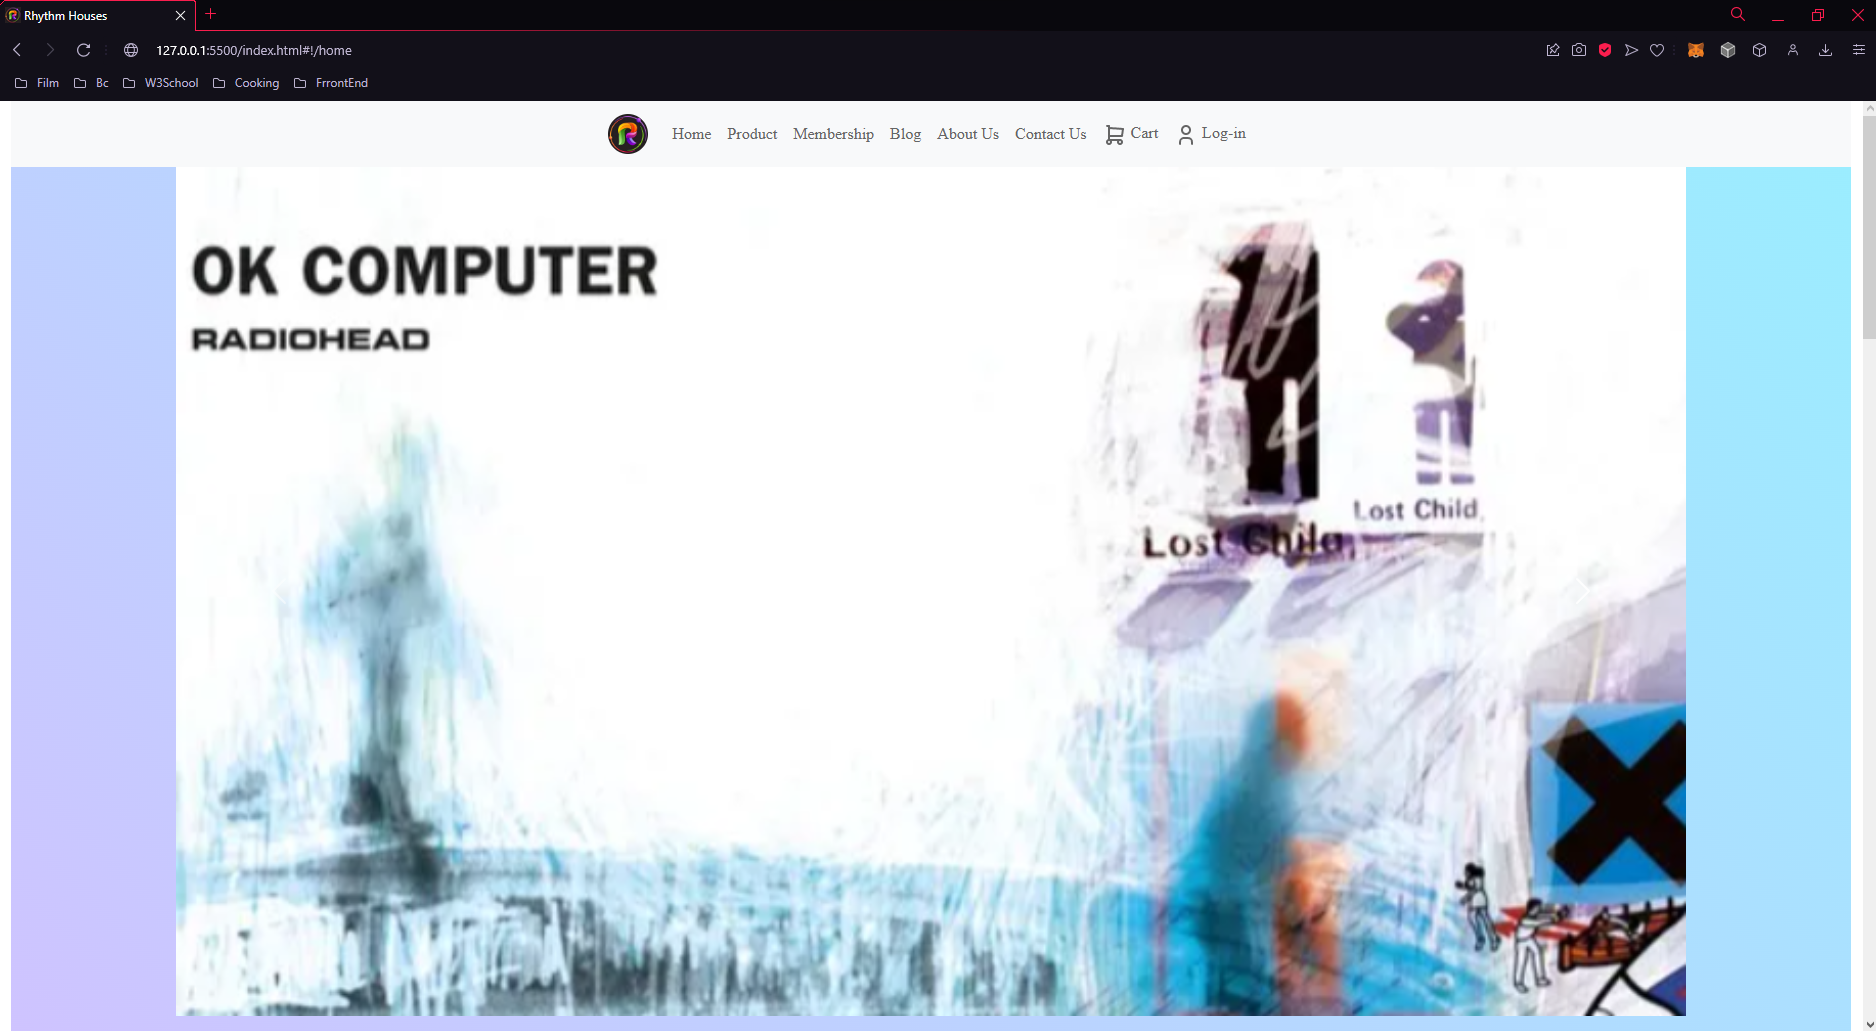 Rhythm Houses
127.0.0.1:5500/index.html#!/home
Film Bc W3School Cooking FrrontEnd
R Home Product Membership Blog About Us Contact Us Cart Log-in
OK COMPUTER
RADIOHEAD
Lost Child,
Lost Child,